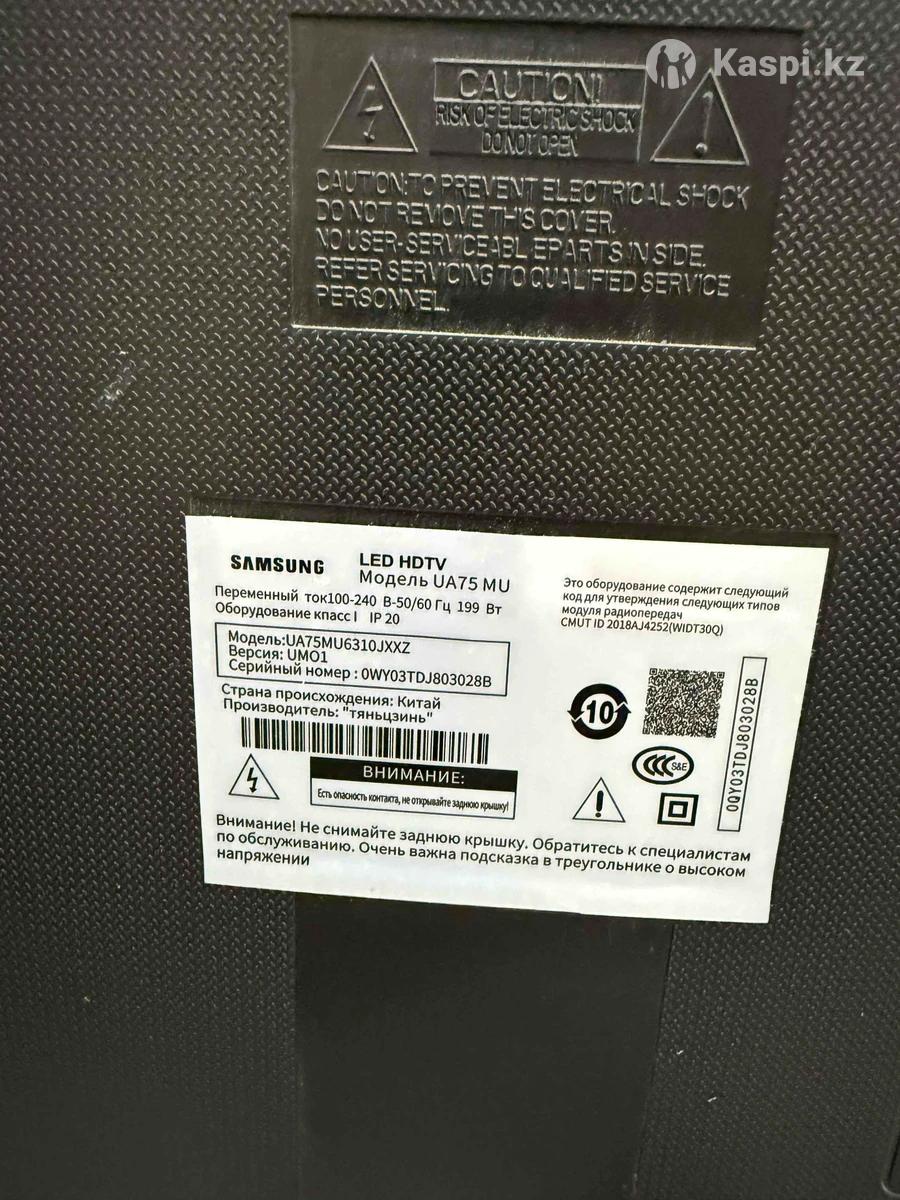 Kaspi.kz
CAUTION!
RISK OF ELECTRIC SHOCK
DO NOT OPEN
CAUTION:TO PREVENT ELECTRICAL SHOCK
DO NOT REMOVE THIS COVER.
NO USER-SERVICEABL EPARTS IN SIDE.
REFER SERVICING TO QUALIFIED SERVICE
PERSONNEL.
SAMSUNG
LED HDTV
Модель UA75 MU
Переменный ток100-240 В-50/60 Гц 199 Вт
Оборудование кпасс I IP 20
Модель:UA75MU6310JXXZ
Версия: UMO1
Серийный номер : 0WY03TDJ803028B
Страна происхождения: Китай
Производитель: "тяньцзинь"
ВНИМАНИЕ:
Есть опасность контакта, не открывайте заднюю крышку!
Это оборудование содержит следующий
код для утверждения следующих типов
модуля радиопередач
CMUT ID 2018AJ4252(WIDT30Q)
10
S&E
0QY03TDJ803028B
Внимание! Не снимайте заднюю крышку. Обратитесь к специалистам
по обслуживанию. Очень важна подсказка в треугольнике о высоком
напряжении